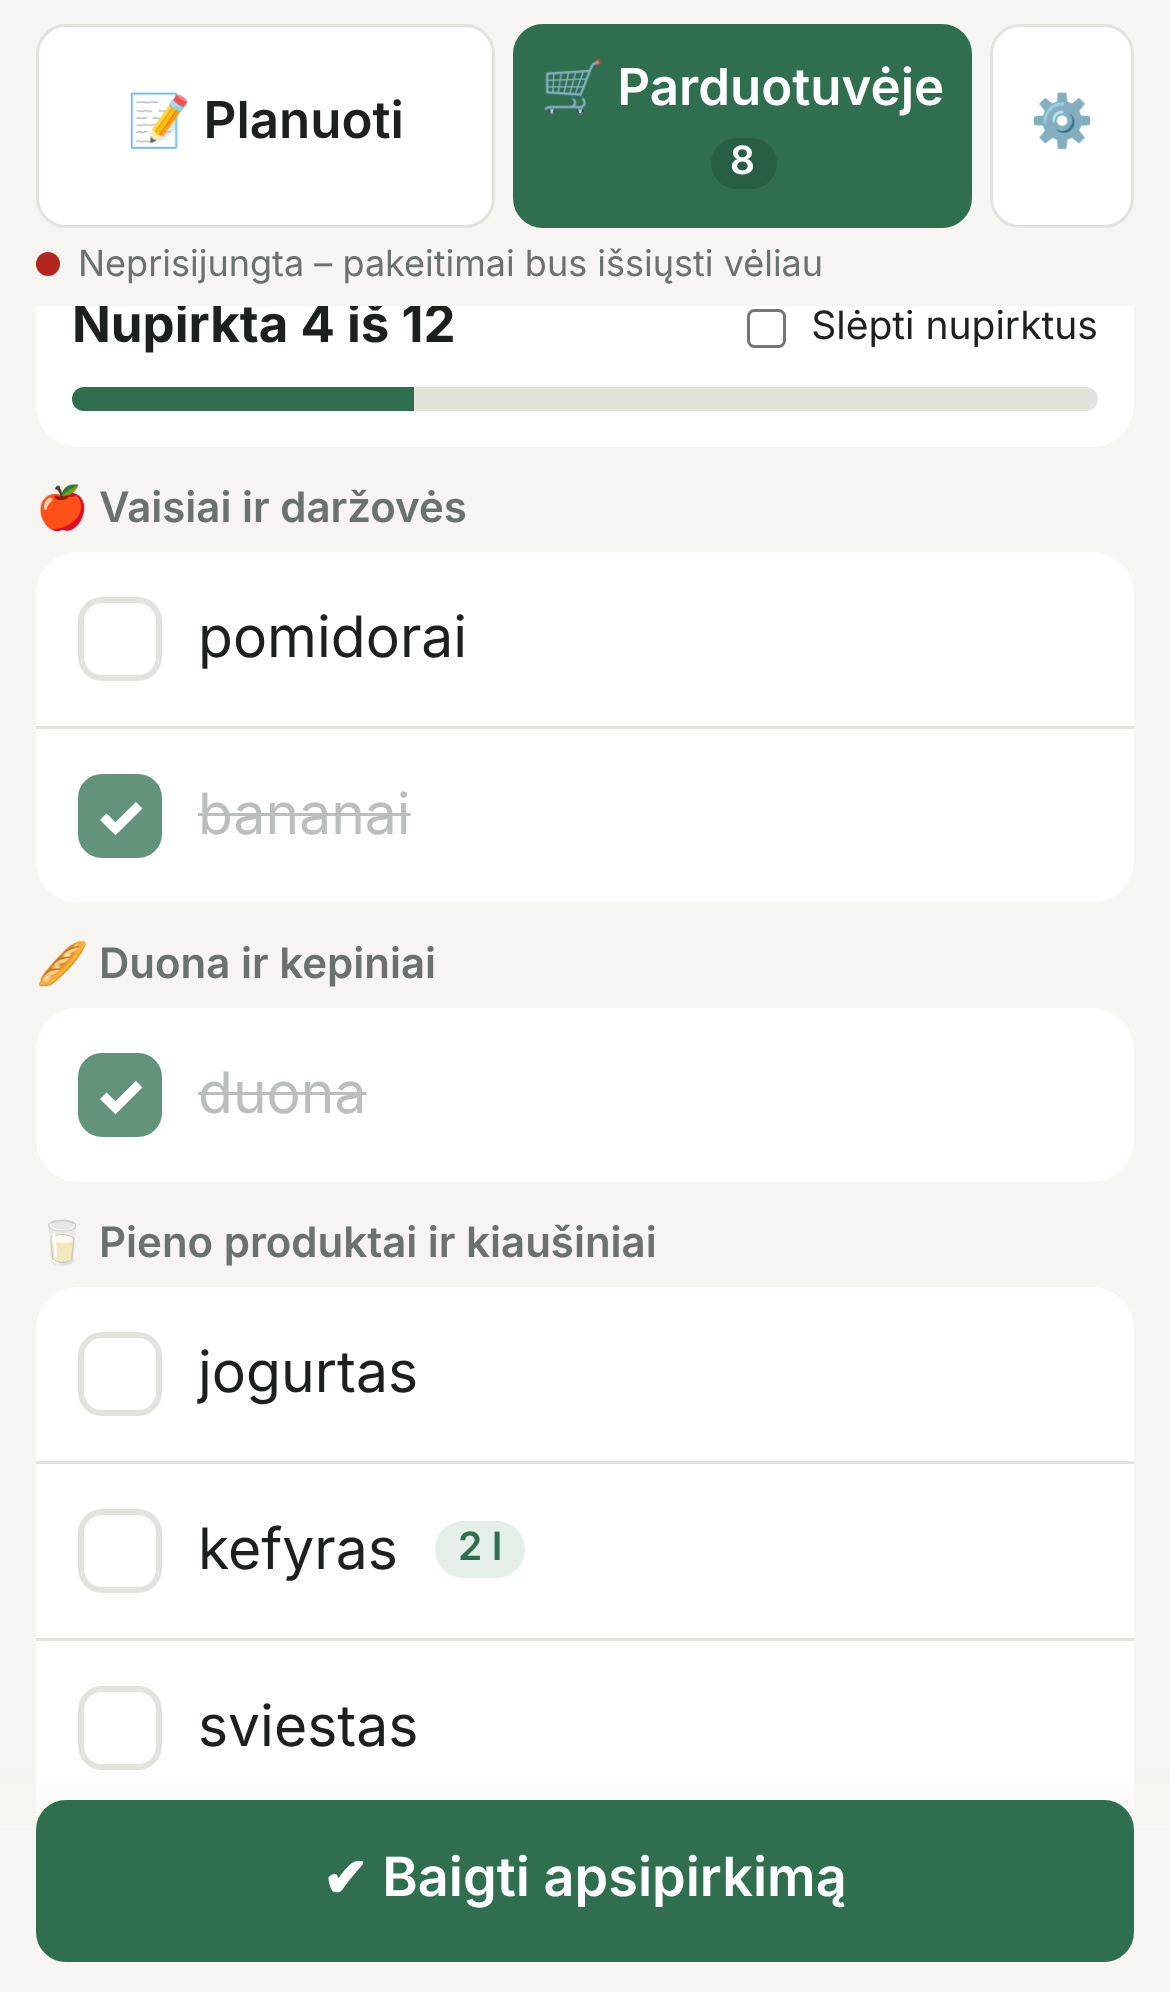 📝 Planuoti
🛒 Parduotuvėje
8
⚙️
Neprisijungta – pakeitimai bus išsiųsti vėliau
Nupirkta 4 iš 12
Slėpti nupirktus
🍎 Vaisiai ir daržovės
pomidorai
bananai
🥖 Duona ir kepiniai
duona
🥛 Pieno produktai ir kiaušiniai
jogurtas
kefyras 2 l
sviestas
✔ Baigti apsipirkimą